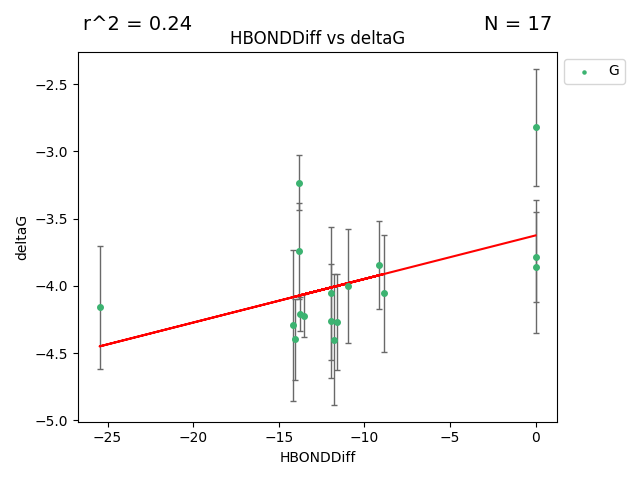 r^2 = 0.24
N = 17
HBONDDiff vs deltaG
G
−2.5
−3.0
−3.5
−4.0
−4.5
−5.0
deltaG
−25
−20
−15
−10
−5
0
HBONDDiff